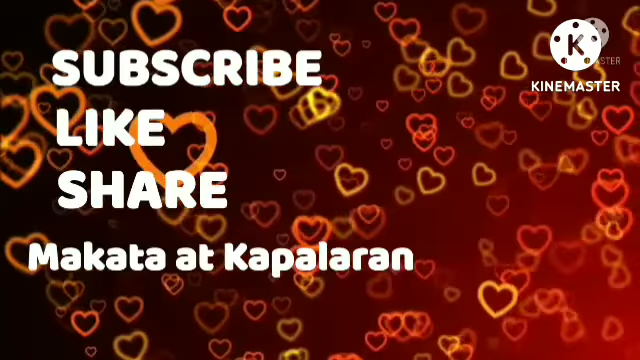 SUBSCRIBE
LIKE
SHARE
Makata at Kapalaran
K
KINEMASTER